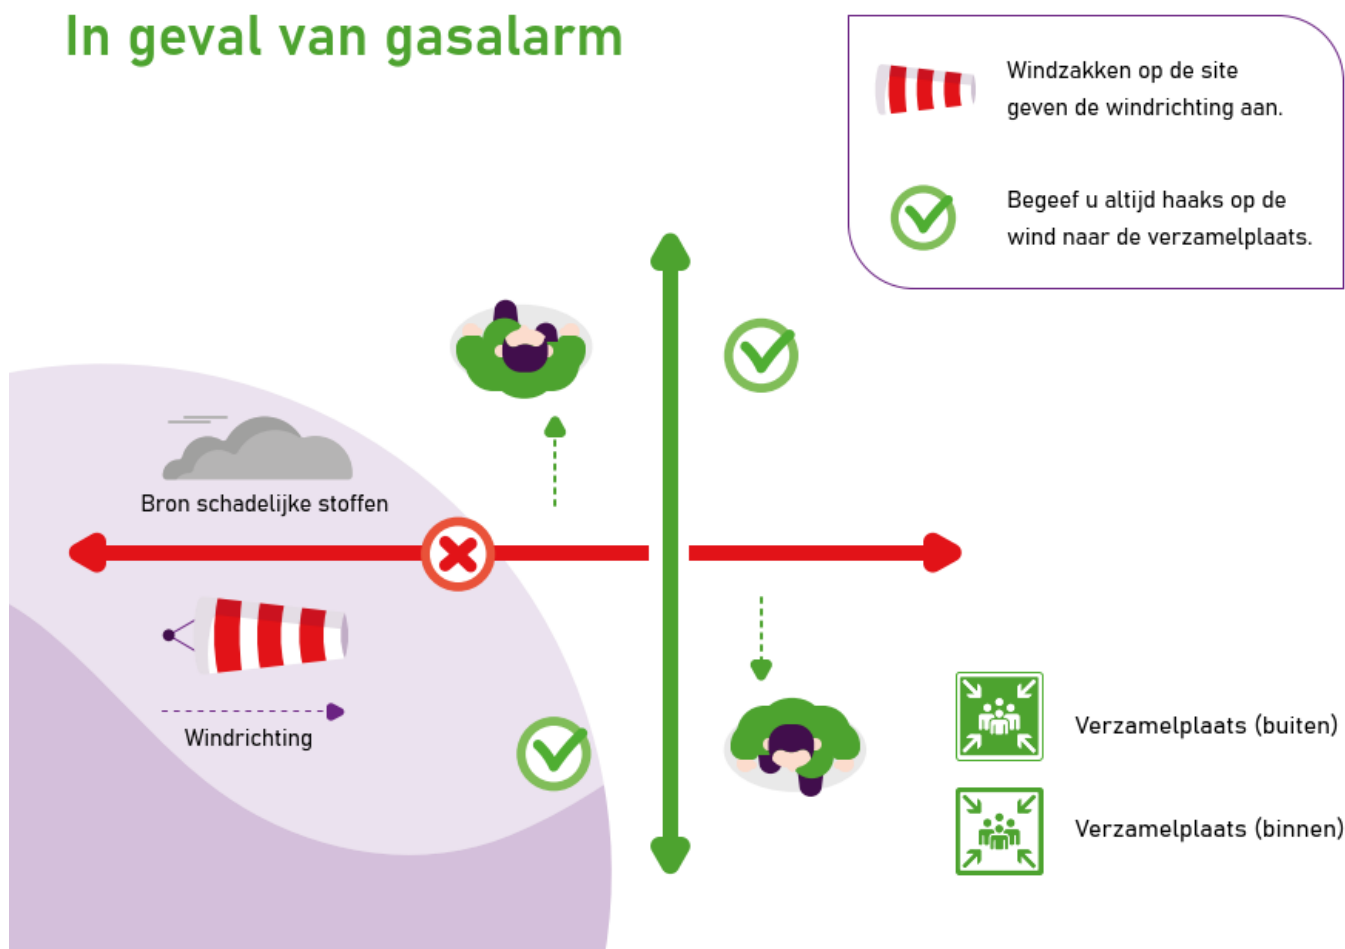 In geval van gasalarm
Windzakken op de site
geven de windrichting aan.
Begeef u altijd haaks op de
wind naar de verzamelplaats.
Bron schadelijke stoffen
Windrichting
Verzamelplaats (buiten)
Verzamelplaats (binnen)